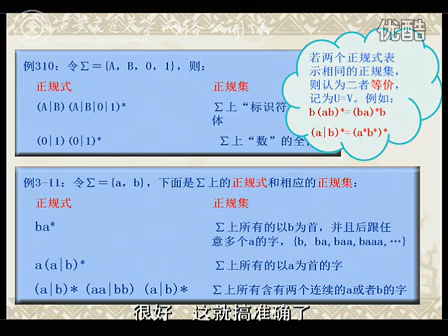 优酷
例310：令Σ＝{A，B，0，1}，则：
正规式 正规集
(A|B)(A|B|0|1)* Σ上“标识符
体
(0|1)(0|1)* Σ上“数”的全
若两个正规式表
示相同的正规集，
则认为二者等价，
记为U=V。例如：
b(ab)*=(ba)*b
(a|b)*=(a*b*)*
例3-11：令Σ＝{a，b}，下面是Σ上的正规式和相应的正规集：
正规式 正规集
ba* Σ上所有的以b为首，并且后跟任
意多个a的字，{b, ba,baa,baaa,…}
a(a|b)* Σ上所有的以a为首的字
(a|b)* (aa|bb) (a|b)* Σ上所有含有两个连续的a或者b的字
很好 这就搞准确了